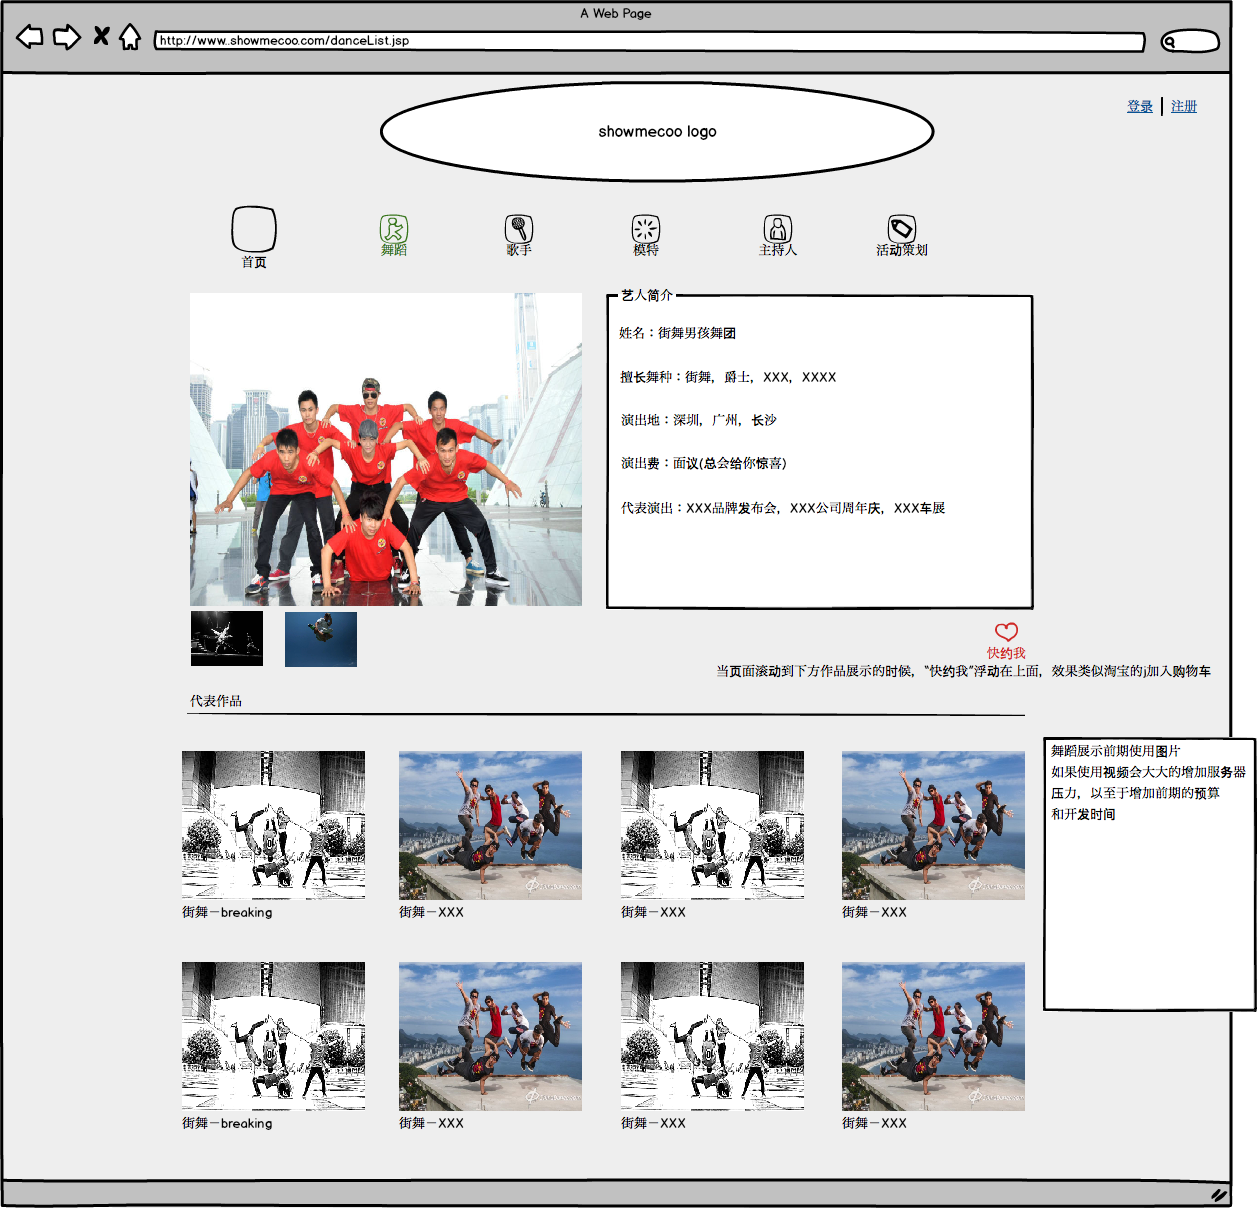 A Web Page
http://www.showmecoo.com/danceList.jsp
登录 | 注册
showmecoo logo
首页
舞蹈
歌手
模特
主持人
活动策划
艺人简介
姓名：街舞男孩舞团
擅长舞种：街舞，爵士，XXX，XXXX
演出地：深圳，广州，长沙
演出费：面议(总会给你惊喜)
代表演出：XXX品牌发布会，XXX公司周年庆，XXX车展
快约我
当页面滚动到下方作品展示的时候，“快约我”浮动在上面，效果类似淘宝的j加入购物车
代表作品
舞蹈展示前期使用图片
如果使用视频会大大的增加服务器
压力，以至于增加前期的预算
和开发时间
街舞－breaking
街舞－XXX
街舞－XXX
街舞－XXX
街舞－breaking
街舞－XXX
街舞－XXX
街舞－XXX